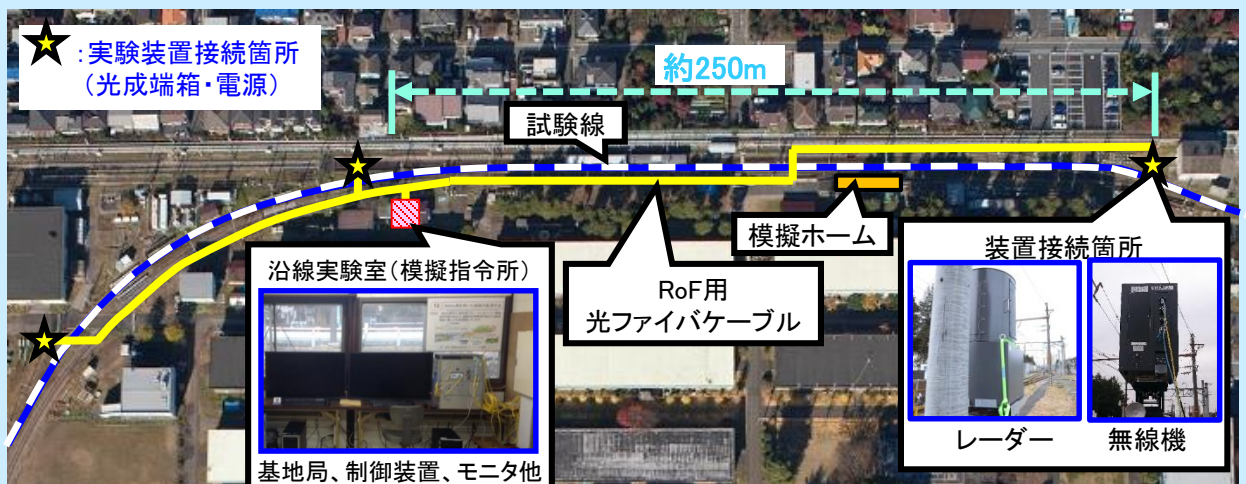 :実験装置接続箇所
(光成端箱・電源)
約250m
試験線
模擬ホーム
RoF用
光ファイバケーブル
沿線実験室(模擬指令所)
基地局、制御装置、モニタ他
装置接続箇所
レーダー
無線機